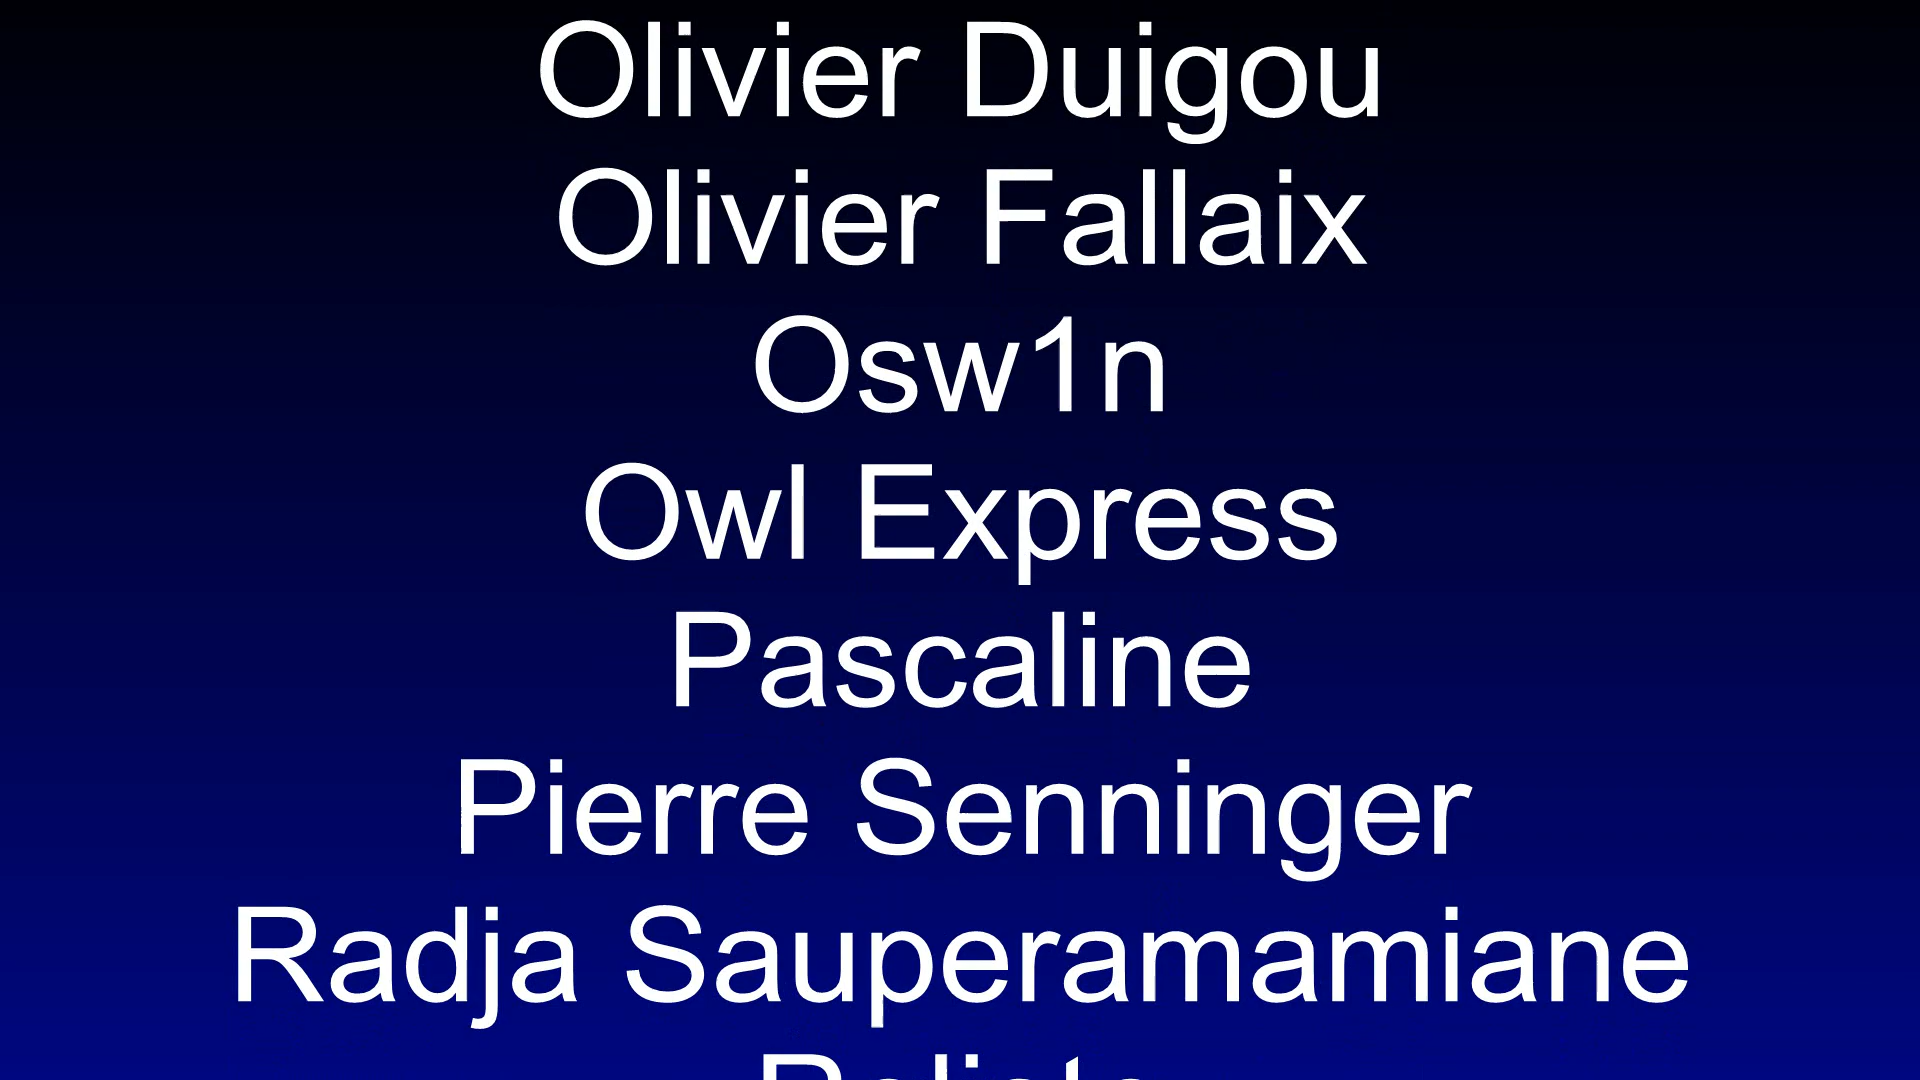 Olivier Duigou
Olivier Fallaix
Osw1n
Owl Express
Pascaline
Pierre Senninger
Radja Sauperamamiane